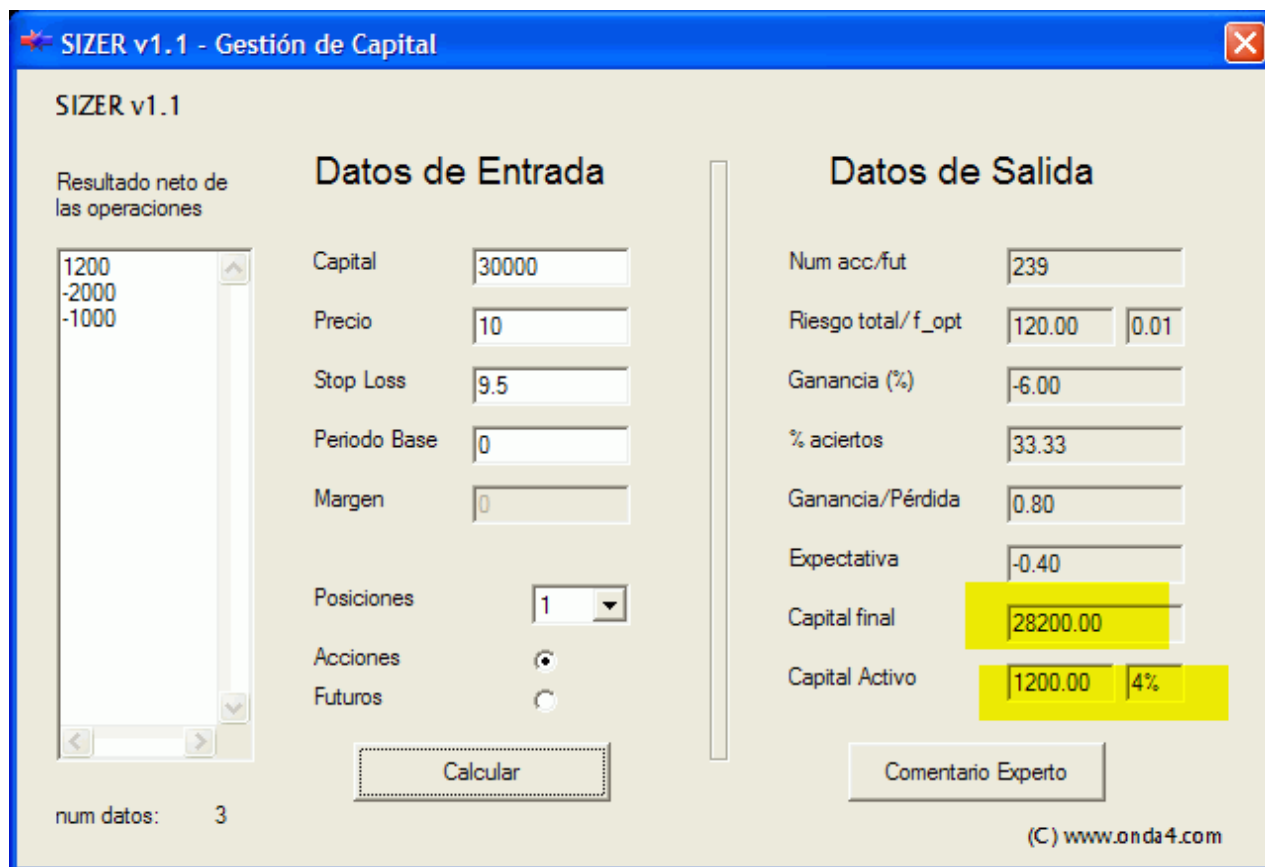 SIZER v1.1 - Gestión de Capital
SIZER v1.1
Resultado neto de
las operaciones
1200
-2000
-1000
num datos: 3
Datos de Entrada
Capital 30000
Precio 10
Stop Loss 9.5
Periodo Base 0
Margen 0
Posiciones 1
Acciones
Futuros
Calcular
Datos de Salida
Num acc/fut 239
Riesgo total/f_opt 120.00 0.01
Ganancia (%) -6.00
% aciertos 33.33
Ganancia/Pérdida 0.80
Expectativa -0.40
Capital final 28200.00
Capital Activo 1200.00 4%
Comentario Experto
(C) www.onda4.com